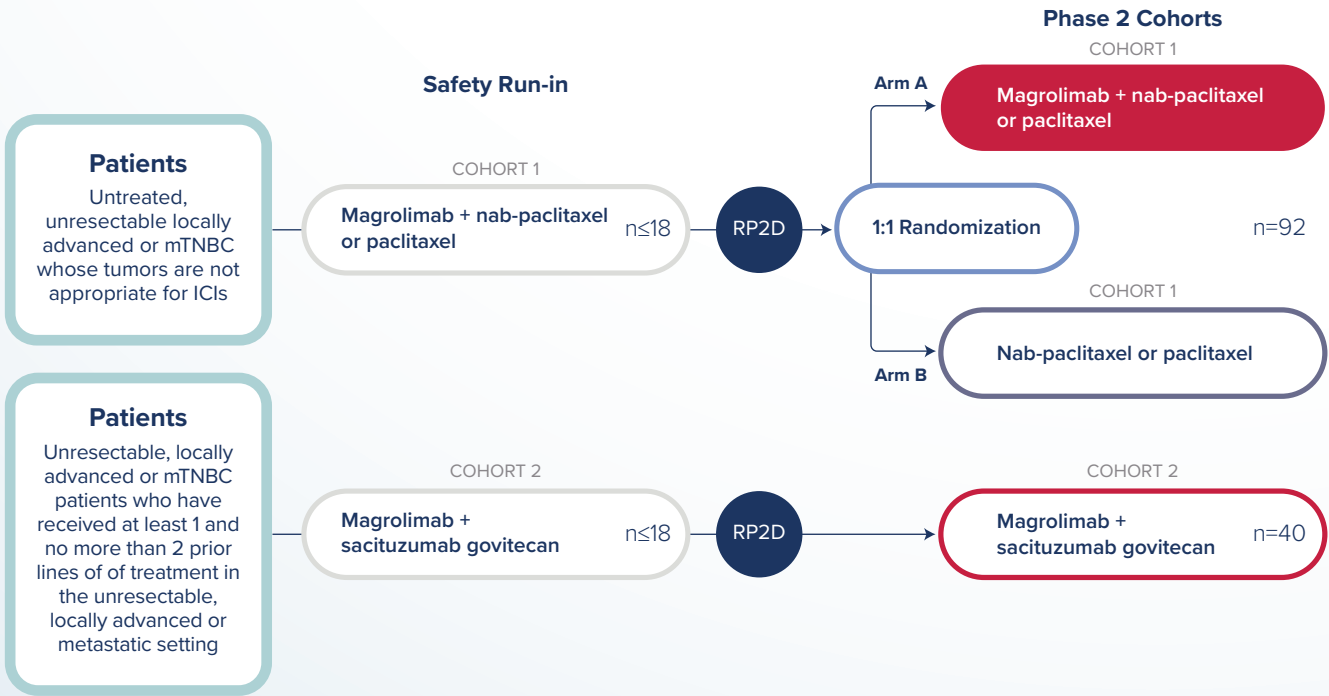 Phase 2 Cohorts
Safety Run-in
COHORT 1
Arm A
Magrolimab + nab-paclitaxel
or paclitaxel
Patients
Untreated,
unresectable locally
advanced or mTNBC
whose tumors are not
appropriate for ICIs
COHORT 1
Magrolimab + nab-paclitaxel
or paclitaxel
n≤18
RP2D
1:1 Randomization
n=92
COHORT 1
Nab-paclitaxel or paclitaxel
Arm B
Patients
Unresectable, locally
advanced or mTNBC
patients who have
received at least 1 and
no more than 2 prior
lines of of treatment in
the unresectable,
locally advanced or
metastatic setting
COHORT 2
Magrolimab +
sacituzumab govitecan
n≤18
RP2D
COHORT 2
Magrolimab +
sacituzumab govitecan
n=40